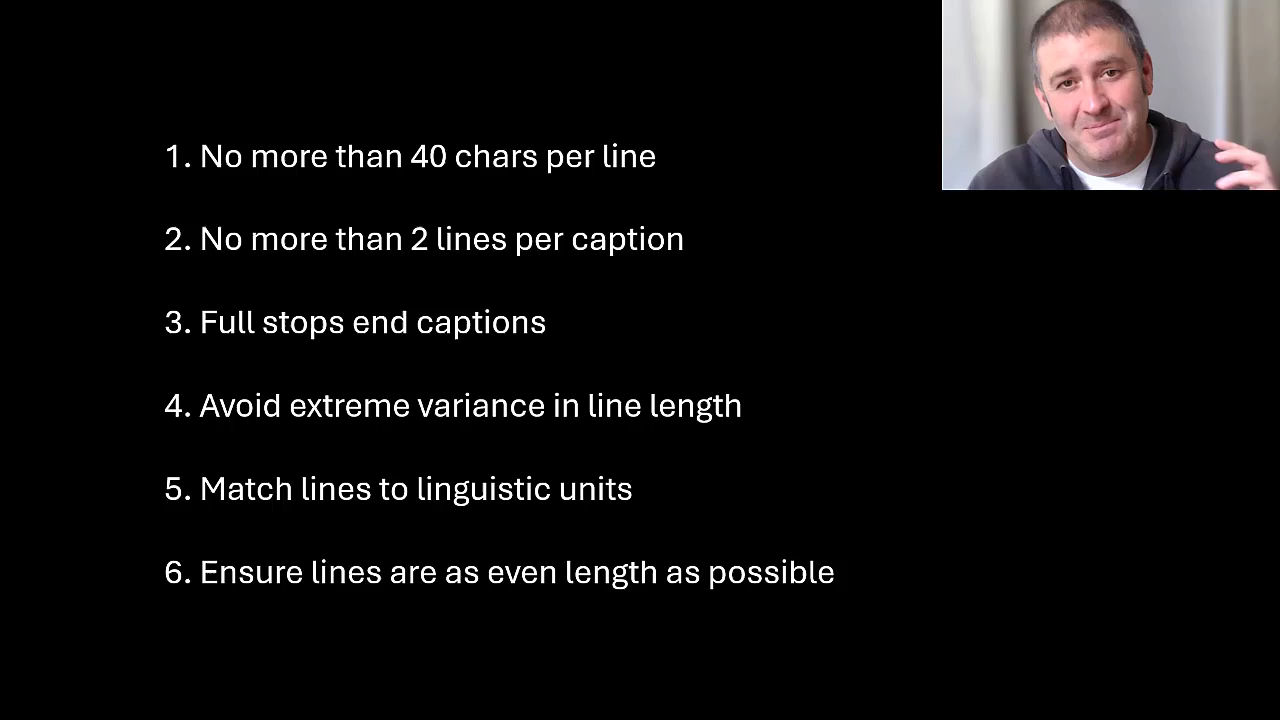 1. No more than 40 chars per line
2. No more than 2 lines per caption
3. Full stops end captions
4. Avoid extreme variance in line length
5. Match lines to linguistic units
6. Ensure lines are as even length as possible